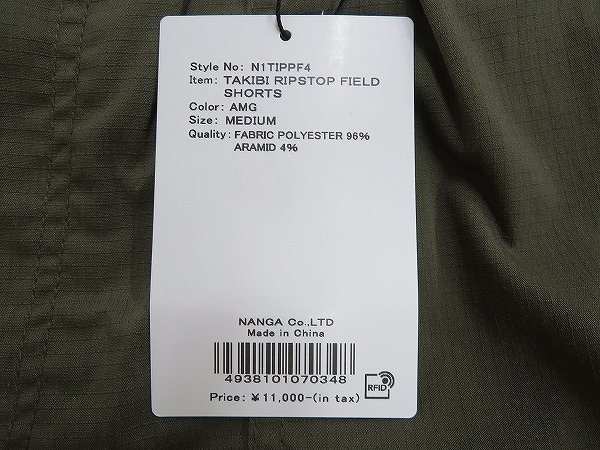 Style No: N1TIPPF4
Item: TAKIBI RIPSTOP FIELD
SHORTS
Color: AMG
Size: MEDIUM
Quality: FABRIC POLYESTER 96%
ARAMID 4%
NANGA Co.,LTD
Made in China
4938101070348
RFID
Price: ¥11,000-(in tax)